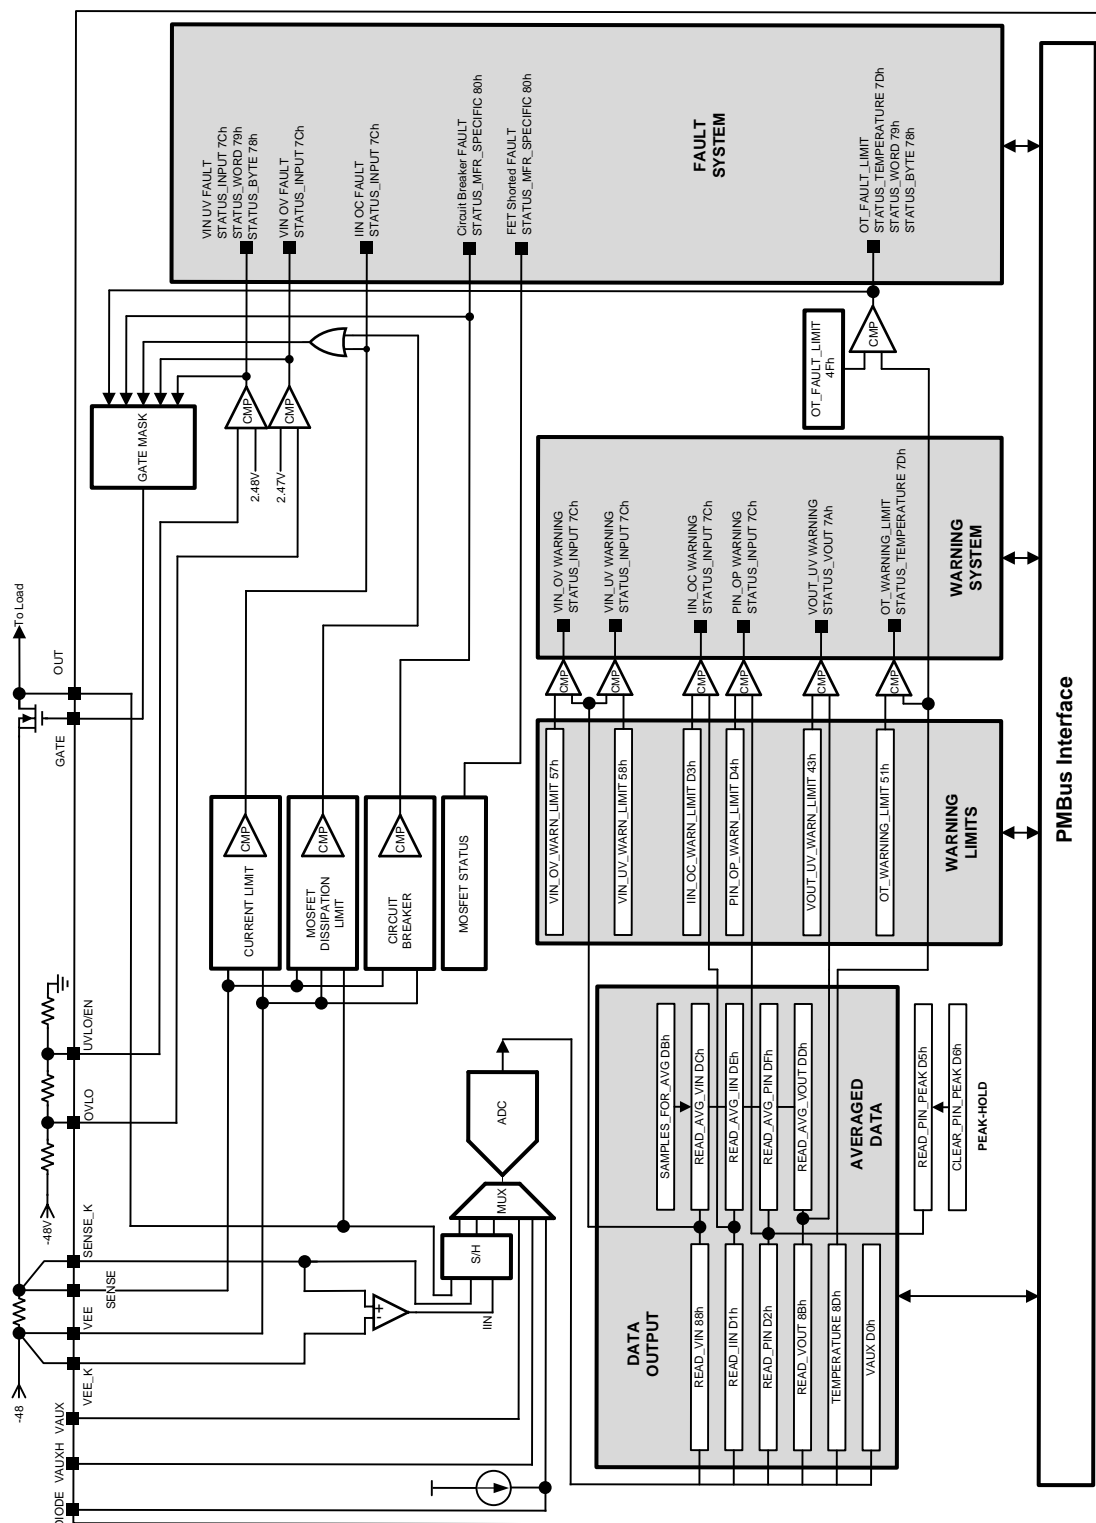 FAULT
SYSTEM
VIN UV FAULT
STATUS_INPUT 7Ch
STATUS_WORD 79h
STATUS_BYTE 78h
VIN OV FAULT
STATUS_INPUT 7Ch
IIN OC FAULT
STATUS_INPUT 7Ch
Circuit Breaker FAULT
STATUS_MFR_SPECIFIC 80h
FET Shorted FAULT
STATUS_MFR_SPECIFIC 80h
OT_FAULT_LIMIT
STATUS_TEMPERATURE 7Dh
STATUS_WORD 79h
STATUS_BYTE 78h
GATE MASK
CMP
CMP
2.48V
2.47V
OT_FAULT_LIMIT
4Fh
CMP
To Load
OUT
GATE
WARNING
SYSTEM
VIN_OV WARNING
STATUS_INPUT 7Ch
VIN_UV WARNING
STATUS_INPUT 7Ch
IIN_OC WARNING
STATUS_INPUT 7Ch
PIN_OP WARNING
STATUS_INPUT 7Ch
VOUT_UV WARNING
STATUS_VOUT 7Ah
OT_WARNING_LIMIT
STATUS_TEMPERATURE 7Dh
CMP
CMP
CMP
CMP
CMP
CMP
CURRENT LIMIT
CMP
MOSFET
DISSIPATION
LIMIT
CMP
CIRCUIT
BREAKER
CMP
MOSFET STATUS
VIN_OV_WARN_LIMIT 57h
VIN_UV_WARN_LIMIT 58h
IIN_OC_WARN_LIMIT D3h
PIN_OP_WARN_LIMIT D4h
VOUT_UV_WARN_LIMIT 43h
OT_WARNING_LIMIT 51h
WARNING
LIMITS
PMBus Interface
UVLO/EN
OVLO
-48V
SENSE_K
SENSE
VEE
VEE_K
-48
VAUX
VAUXH
DIODE
ADC
MUX
S/H
IIN
+
-
SAMPLES_FOR_AVG DBh
READ_AVG_VIN DCh
READ_AVG_IIN DEh
READ_AVG_PIN DFh
READ_AVG_VOUT DDh
AVERAGED
DATA
READ_PIN_PEAK D5h
CLEAR_PIN_PEAK D6h
PEAK-HOLD
DATA
OUTPUT
READ_VIN 88h
READ_IIN D1h
READ_PIN D2h
READ_VOUT 8Bh
TEMPERATURE 8Dh
VAUX D0h